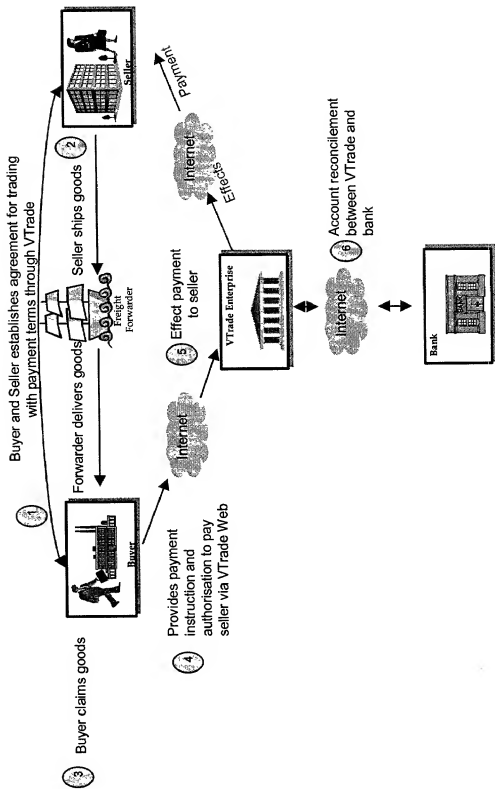 Buyer and Seller establishes agreement for trading
with payment terms through VTrade
1
Buyer
Seller
2
Seller ships goods
Freight
Forwarder
Forwarder delivers goods
3
Buyer claims goods
4
Provides payment
instruction and
authorisation to pay
seller via VTrade Web
Internet
5
Effect payment
to seller
VTrade Enterprise
Effects
Internet
Payment
6
Account reconcilement
between VTrade and
bank
Internet
Bank
BANK